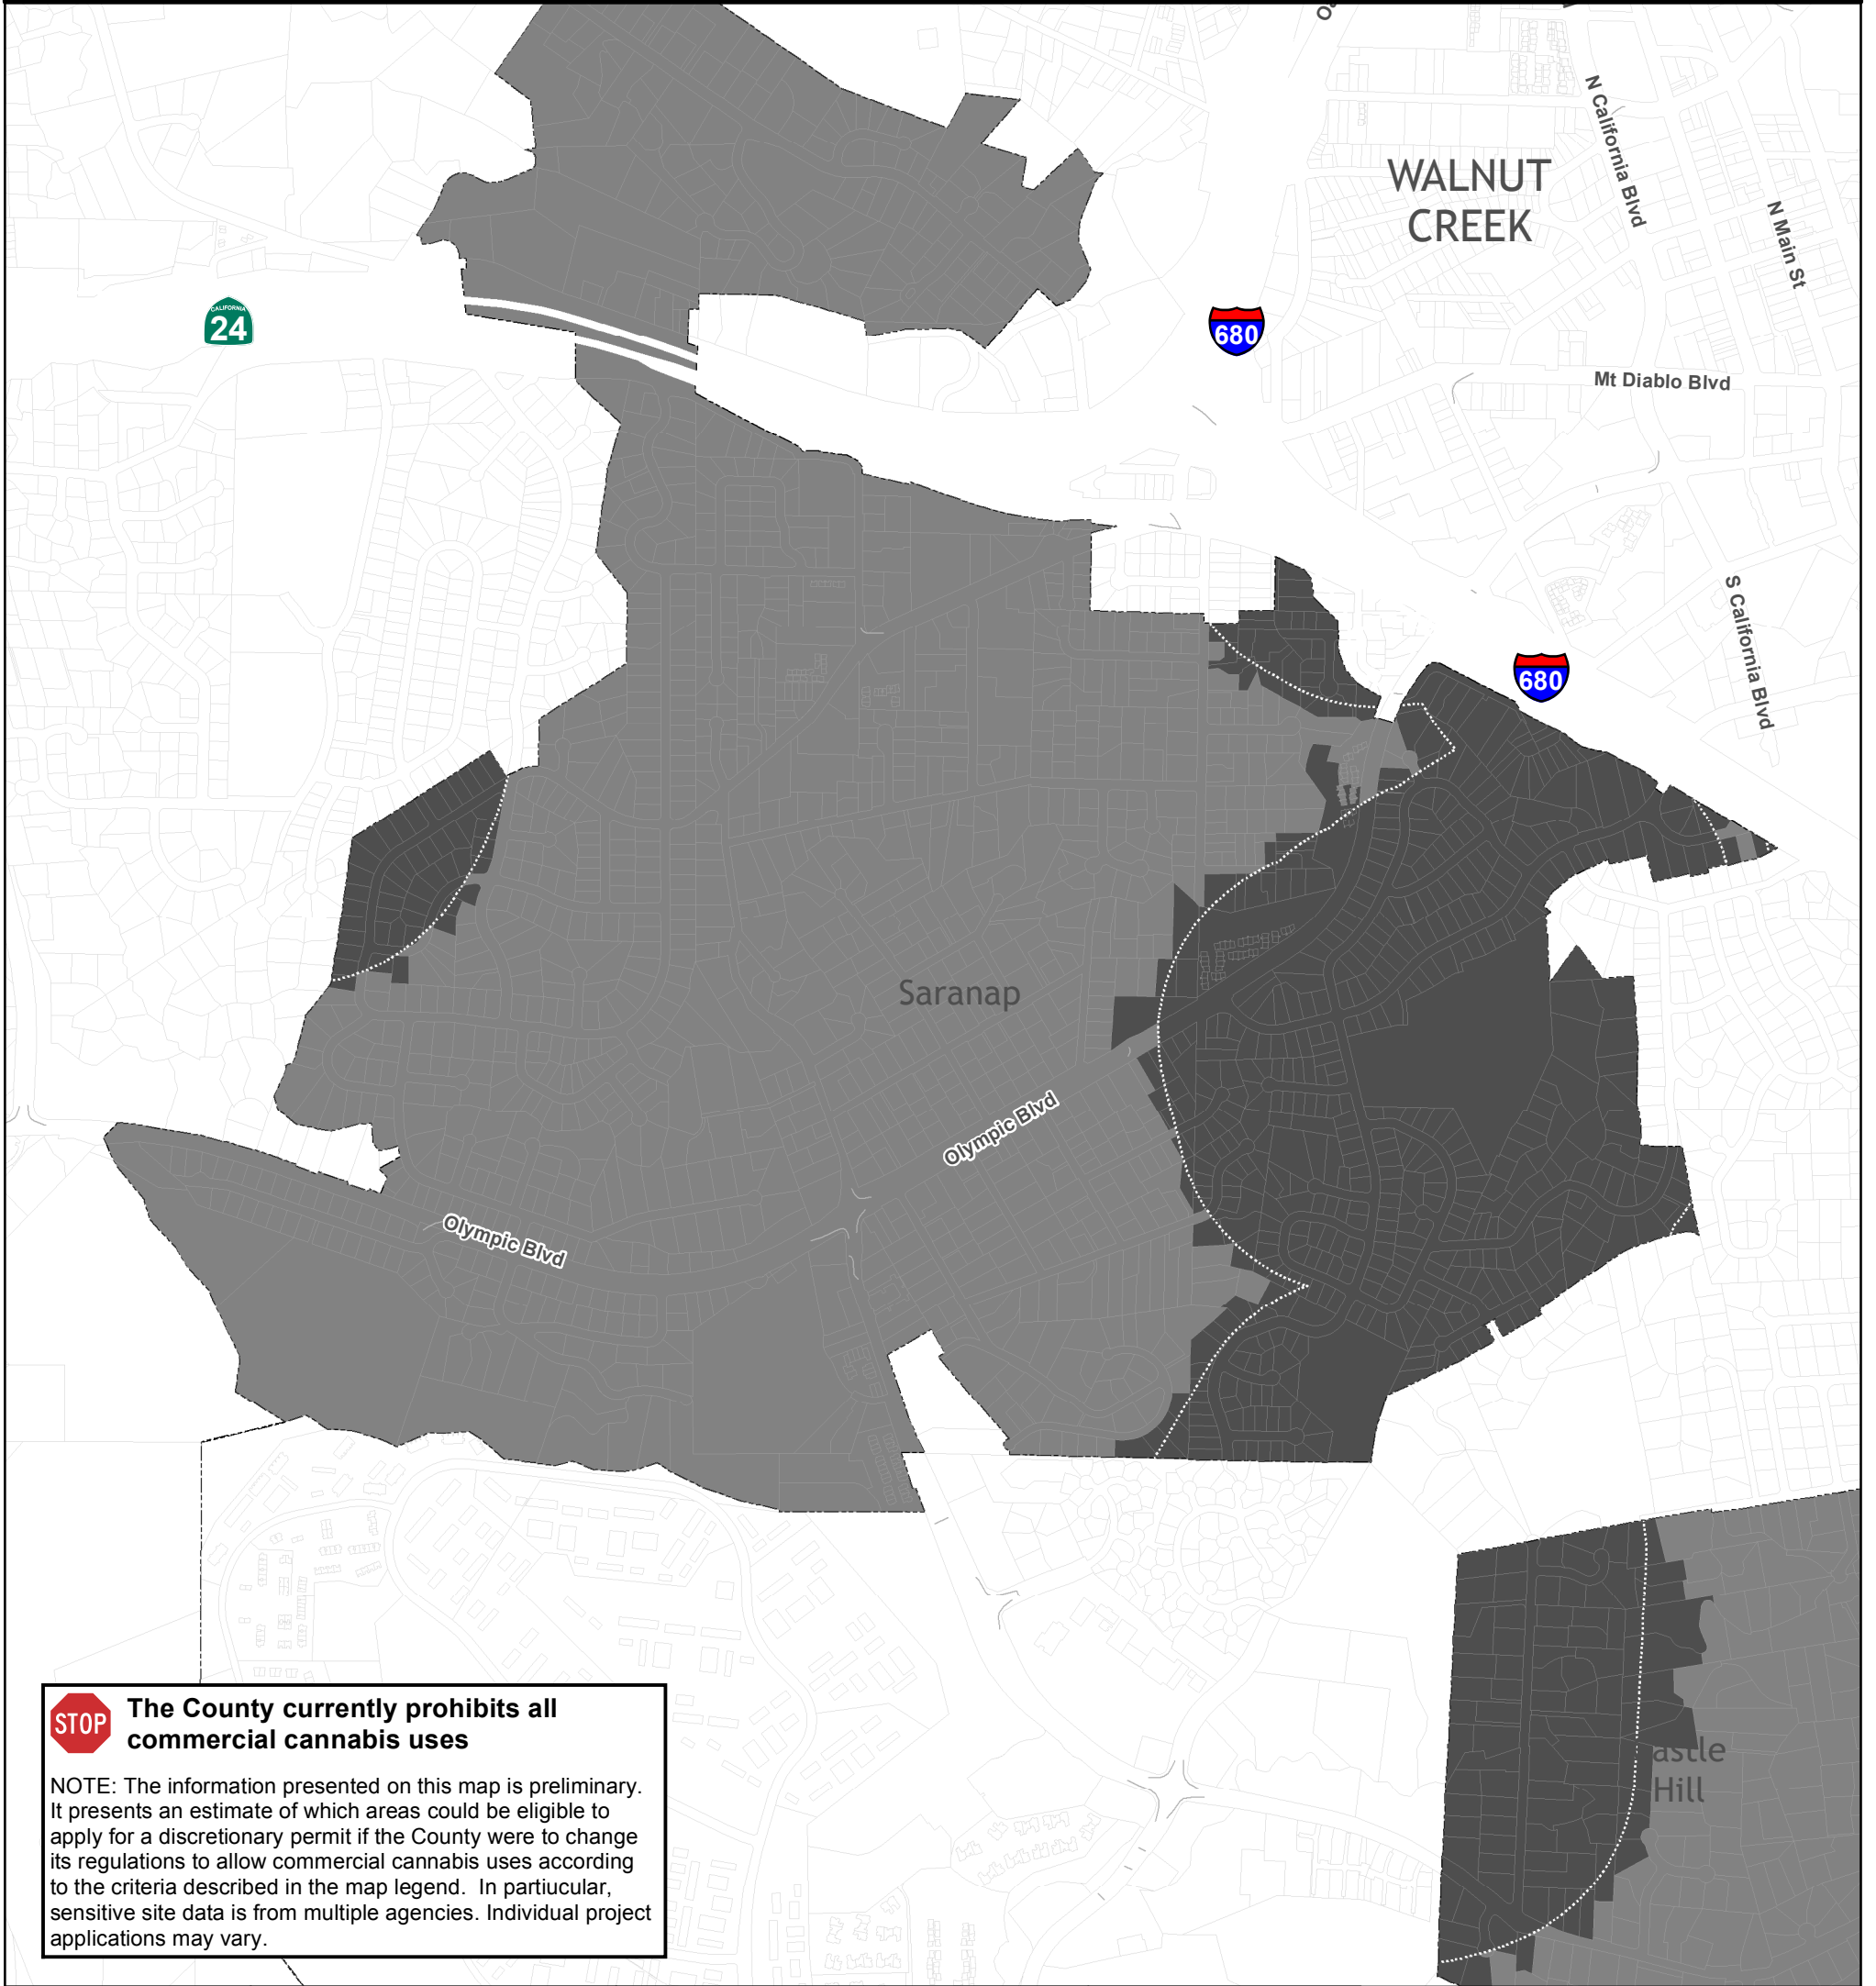 N California Blvd
WALNUT
CREEK
N Main St
CALIFORNIA
24
680
Mt Diablo Blvd
S California Blvd
680
Saranap
Olympic Blvd
Olympic Blvd
astle
Hill
STOP
The County currently prohibits all
commercial cannabis uses
NOTE: The information presented on this map is preliminary.
It presents an estimate of which areas could be eligible to
apply for a discretionary permit if the County were to change
its regulations to allow commercial cannabis uses according
to the criteria described in the map legend.  In partiucular,
sensitive site data is from multiple agencies. Individual project
applications may vary.